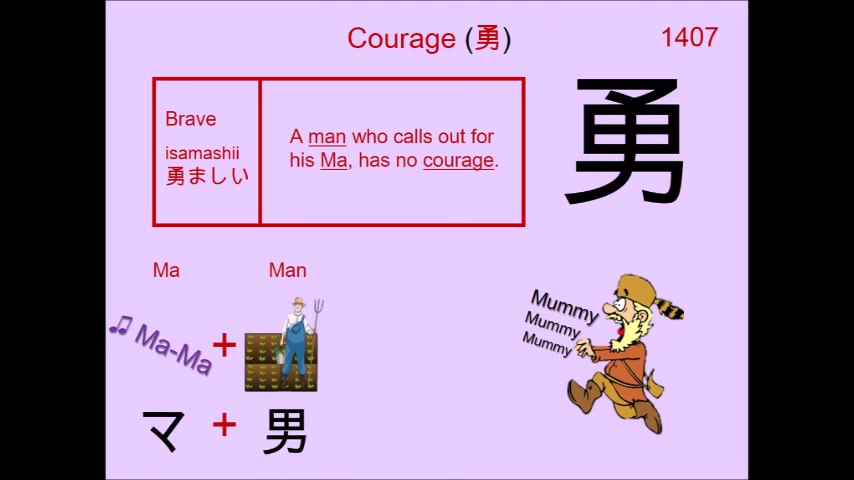 Courage (勇)
1407
Brave
isamashii
勇ましい
A man who calls out for
his Ma, has no courage.
勇
Ma
Man
♫ Ma-Ma
+
マ + 男
Mummy
Mummy
Mummy